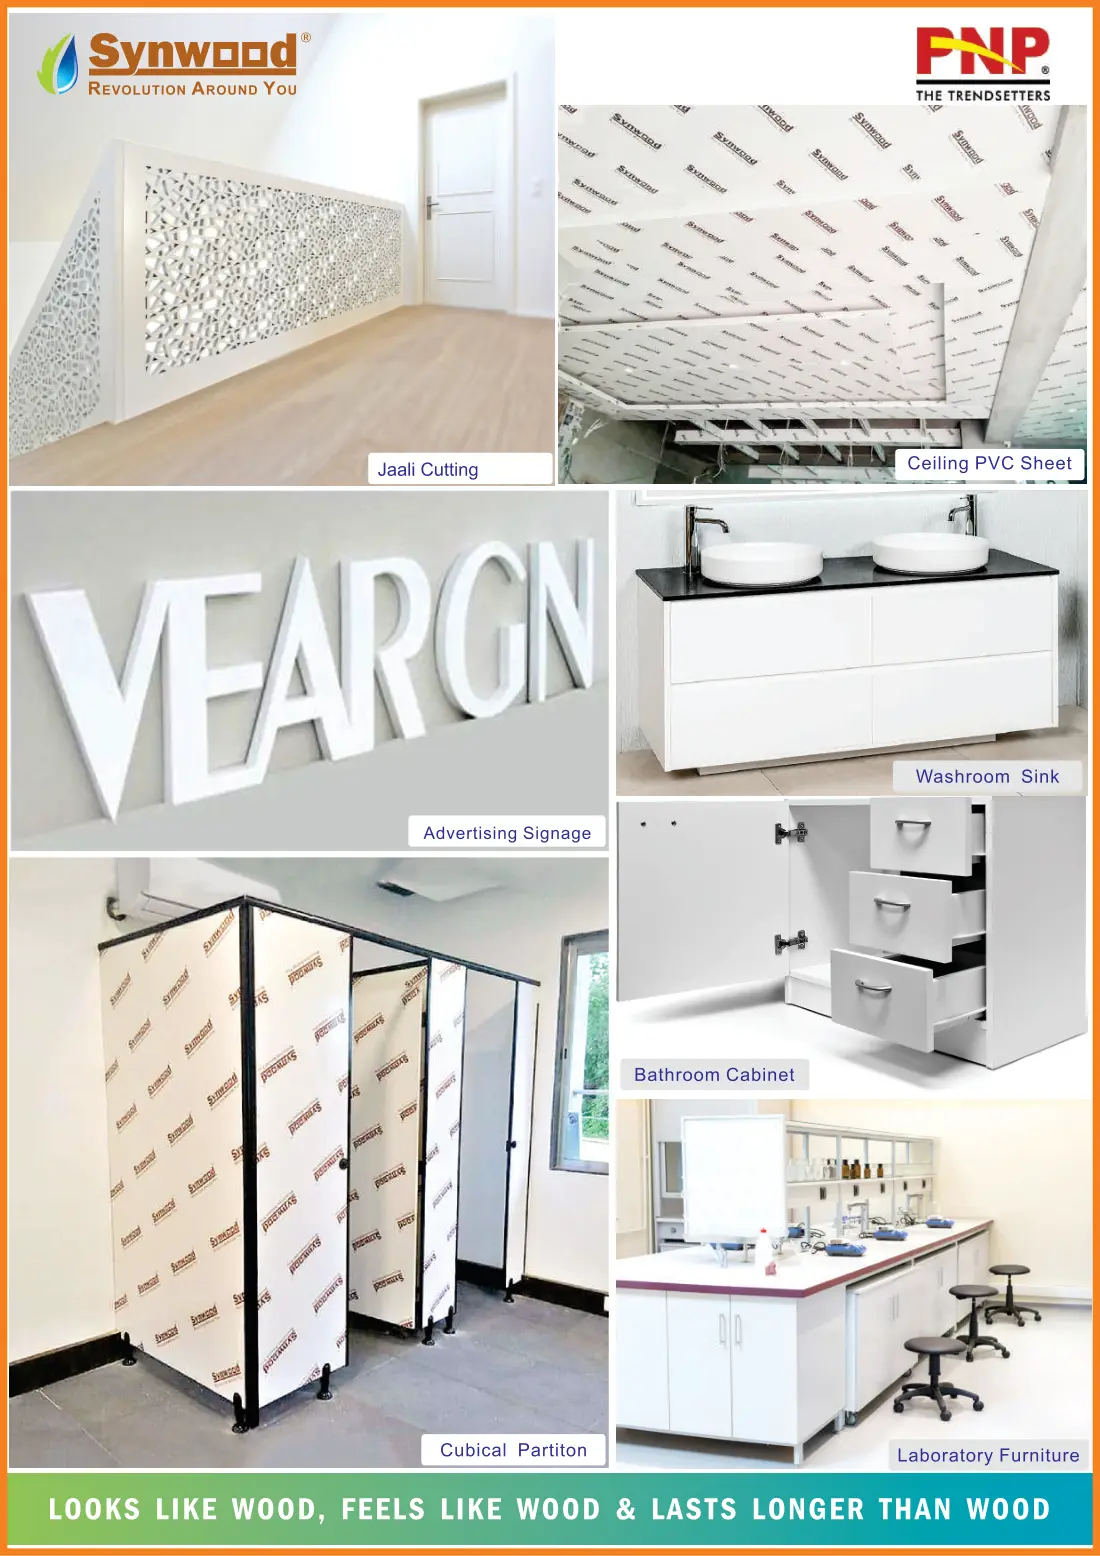 Synwood®
REVOLUTION AROUND YOU
PNP®
THE TRENDSETTERS
Jaali Cutting
Ceiling PVC Sheet
VEARGN
Washroom Sink
Advertising Signage
Bathroom Cabinet
Synwood
Cubical Partiton
Laboratory Furniture
LOOKS LIKE WOOD, FEELS LIKE WOOD & LASTS LONGER THAN WOOD